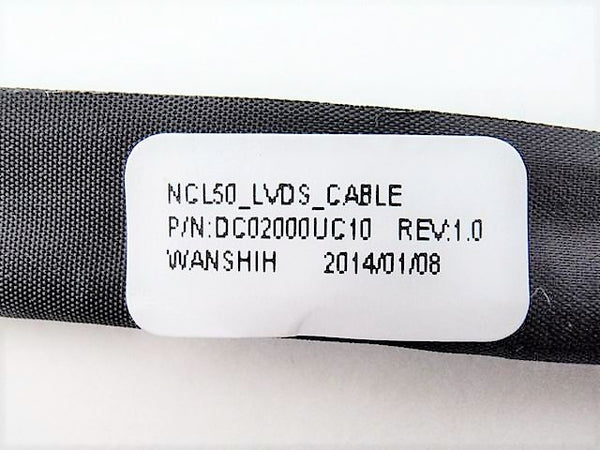 NCL50_LVDS_CABLE
P/N:DC02000UC10 REV:1.0
WANSHIH 2014/01/08